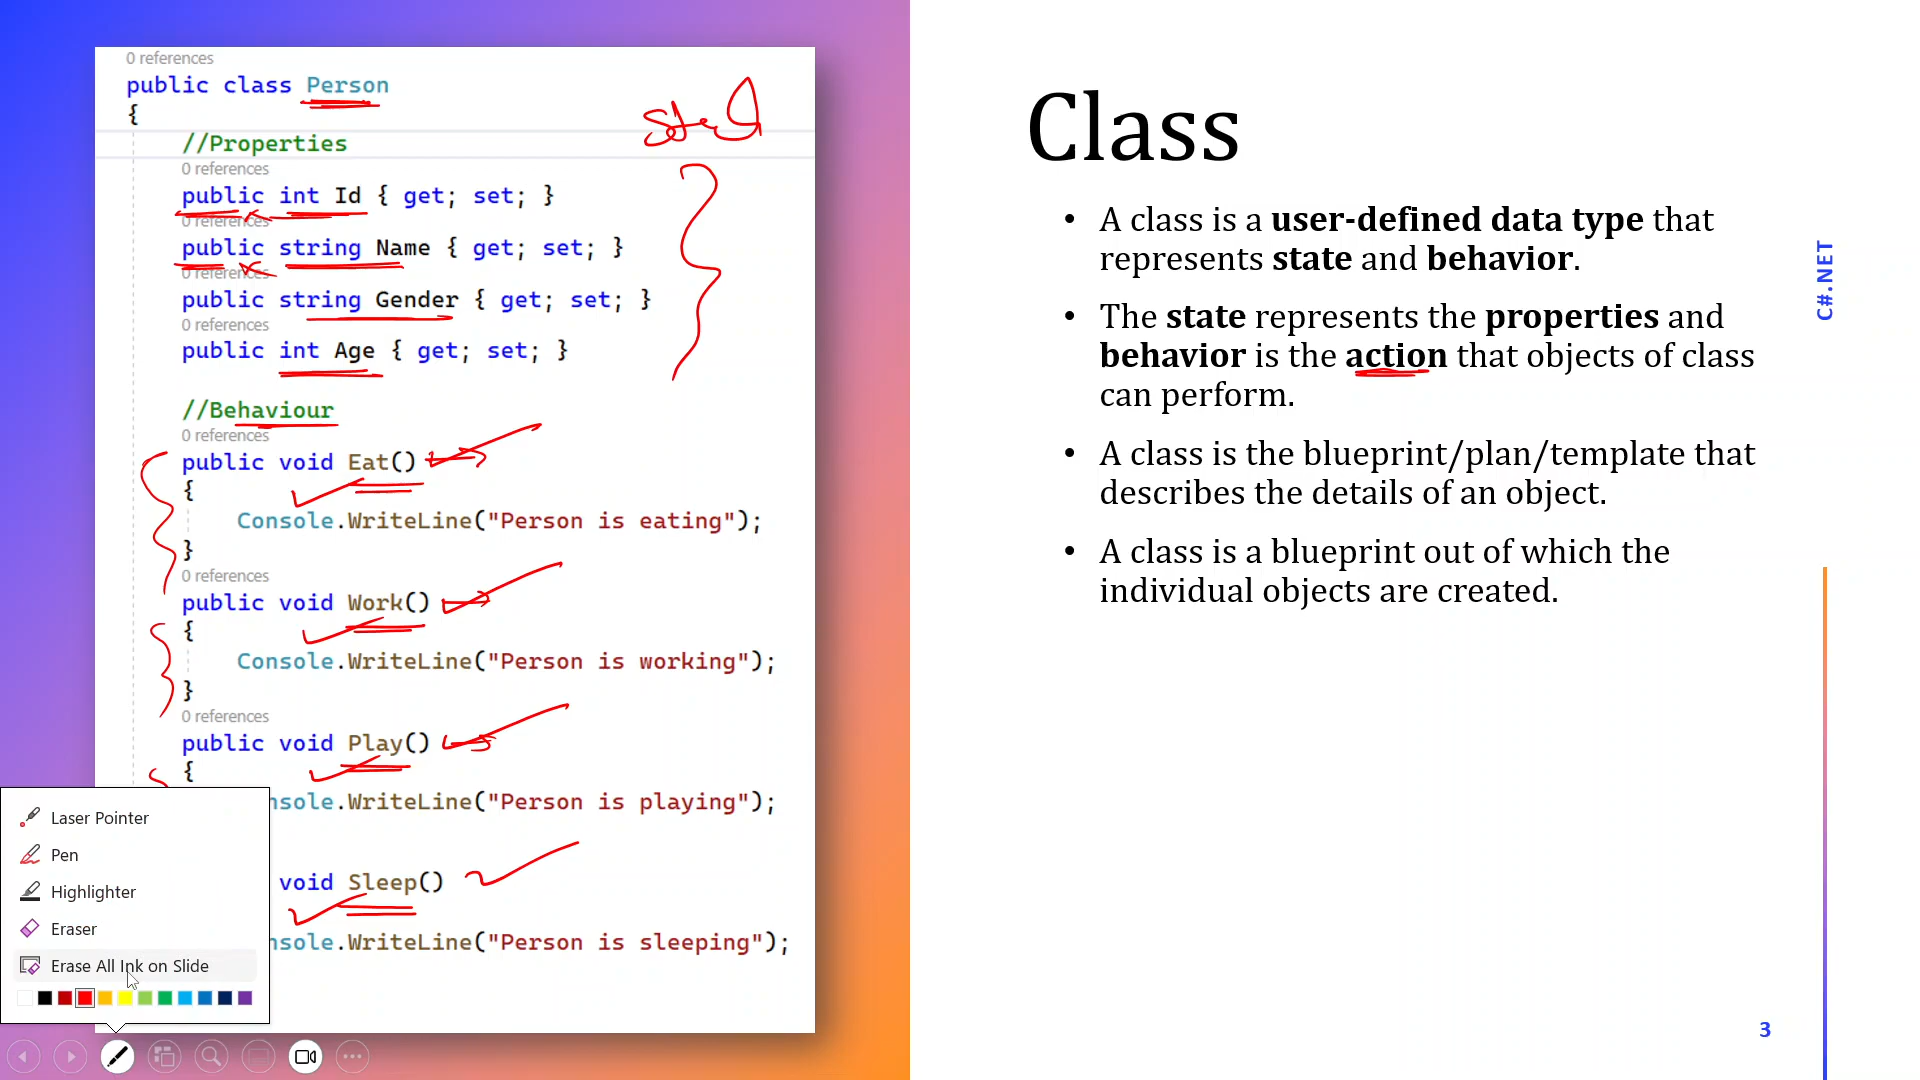 0 references
public class Person
{
//Properties
0 references
public int Id { get; set; }
0 references
public string Name { get; set; }
0 references
public string Gender { get; set; }
0 references
public int Age { get; set; }
//Behaviour
0 references
public void Eat()
{
Console.WriteLine("Person is eating");
}
0 references
public void Work()
{
Console.WriteLine("Person is working");
}
0 references
public void Play()
{
nsole.WriteLine("Person is playing");
void Sleep()
nsole.WriteLine("Person is sleeping");
Laser Pointer
Pen
Highlighter
Eraser
Erase All Ink on Slide
Class
• A class is a user-defined data type that
represents state and behavior.
• The state represents the properties and
behavior is the action that objects of class
can perform.
• A class is the blueprint/plan/template that
describes the details of an object.
• A class is a blueprint out of which the
individual objects are created.
C#.NET
3